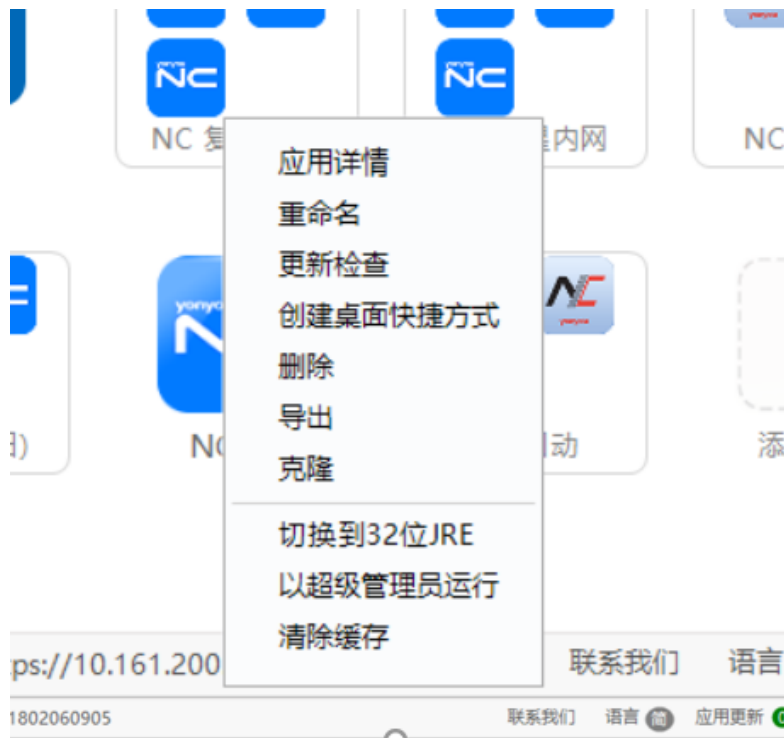 NC NC
NC 复 内网 NC
应用详情
重命名
更新检查
创建桌面快捷方式
删除
导出
克隆
切换到32位JRE
以超级管理员运行
清除缓存
yonyo
NC yonyou
NC 动 添
ps://10.161.200 联系我们 语言
1802060905 联系我们 语言 简 应用更新